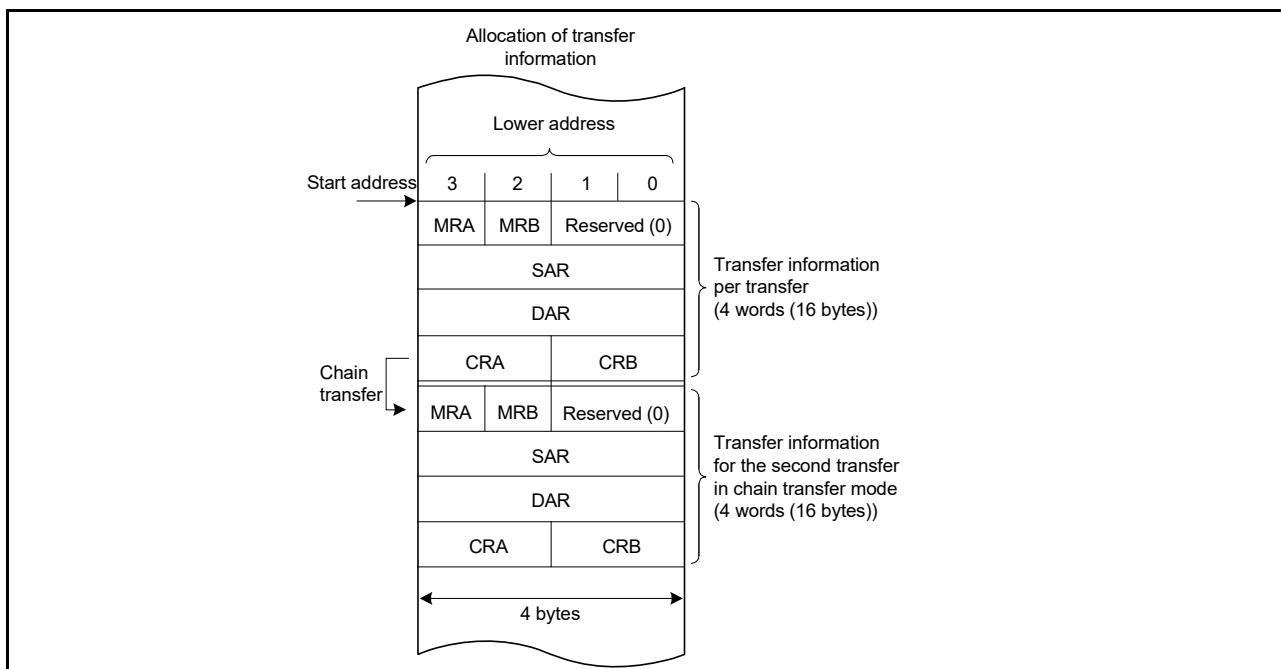 Allocation of transfer
information
Lower address
Start address
3 2 1 0
MRA MRB Reserved (0)
SAR
DAR
CRA CRB
Transfer information
per transfer
(4 words (16 bytes))
Chain
transfer
MRA MRB Reserved (0)
SAR
DAR
CRA CRB
Transfer information
for the second transfer
in chain transfer mode
(4 words (16 bytes))
4 bytes